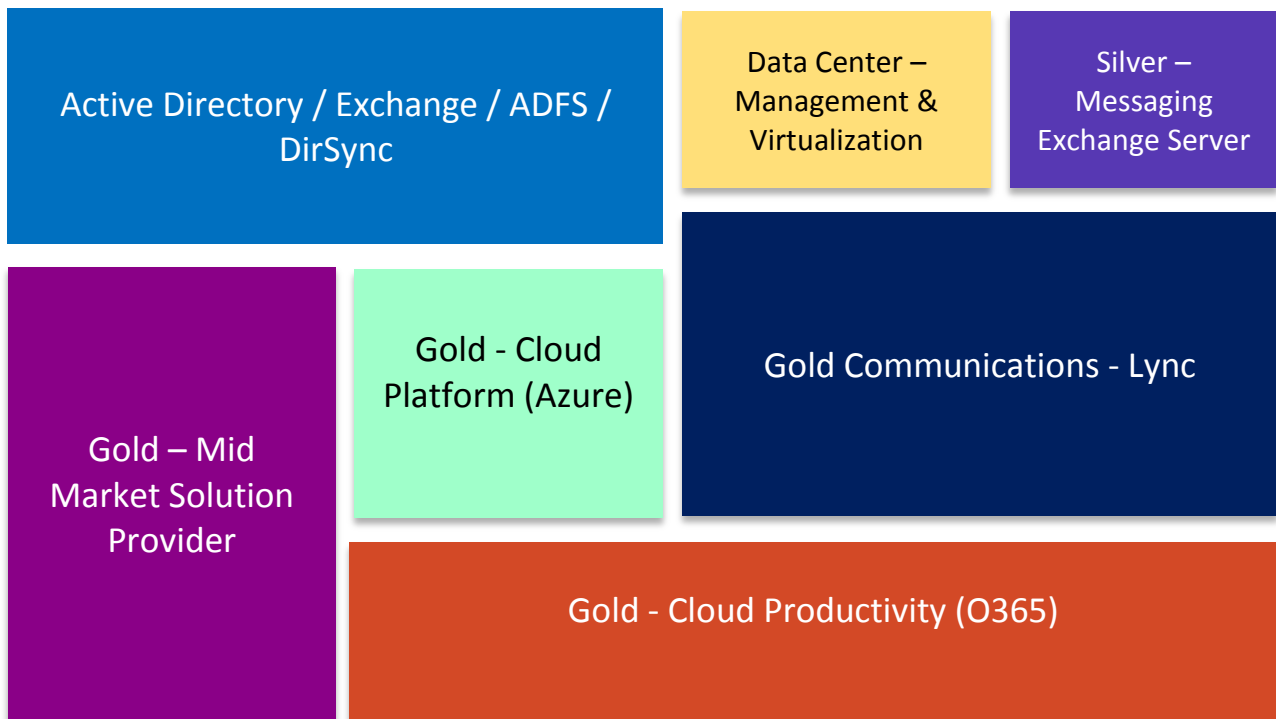 Active Directory / Exchange / ADFS /
DirSync
Data Center –
Management &
Virtualization
Silver –
Messaging
Exchange Server
Gold – Mid
Market Solution
Provider
Gold - Cloud
Platform (Azure)
Gold Communications - Lync
Gold - Cloud Productivity (O365)